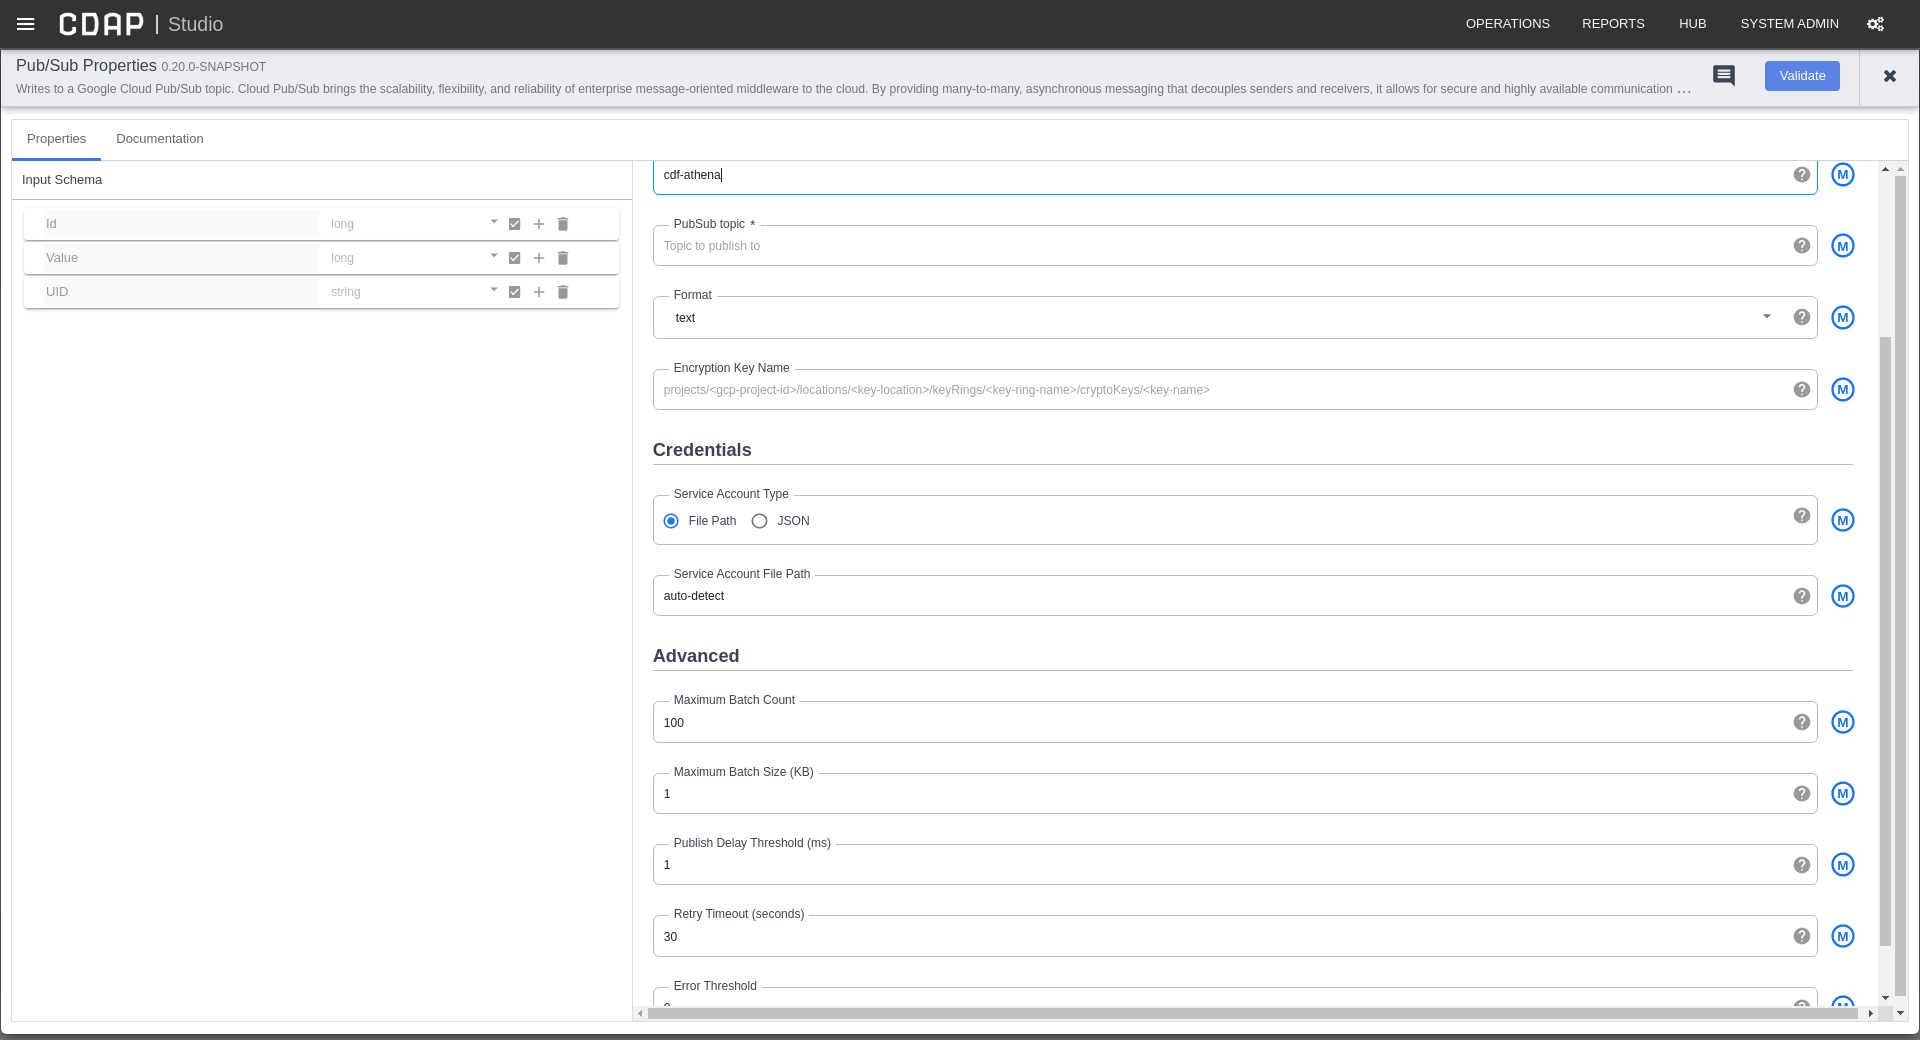 CDAP | Studio
OPERATIONS REPORTS HUB SYSTEM ADMIN
Pub/Sub Properties 0.20.0-SNAPSHOT
Writes to a Google Cloud Pub/Sub topic. Cloud Pub/Sub brings the scalability, flexibility, and reliability of enterprise message-oriented middleware to the cloud. By providing many-to-many, asynchronous messaging that decouples senders and receivers, it allows for secure and highly available communication ...
Validate
Properties Documentation
Input Schema
Id long
Value long
UID string
cdf-athena
M
PubSub topic *
Topic to publish to
M
Format
text
M
Encryption Key Name
projects/<gcp-project-id>/locations/<key-location>/keyRings/<key-ring-name>/cryptoKeys/<key-name>
M
Credentials
Service Account Type
File Path JSON
M
Service Account File Path
auto-detect
M
Advanced
Maximum Batch Count
100
M
Maximum Batch Size (KB)
1
M
Publish Delay Threshold (ms)
1
M
Retry Timeout (seconds)
30
M
Error Threshold